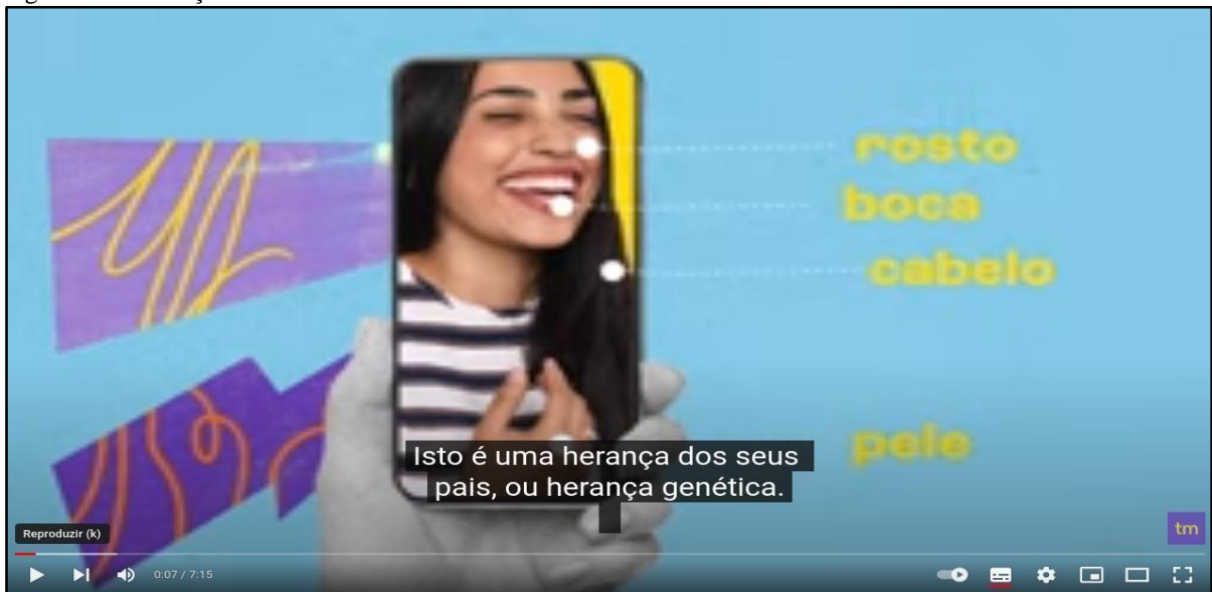 rosto
boca
cabelo
pele
Isto é uma herança dos seus
pais, ou herança genética.
Reproduzir (k)
tm
0:07 / 7:15